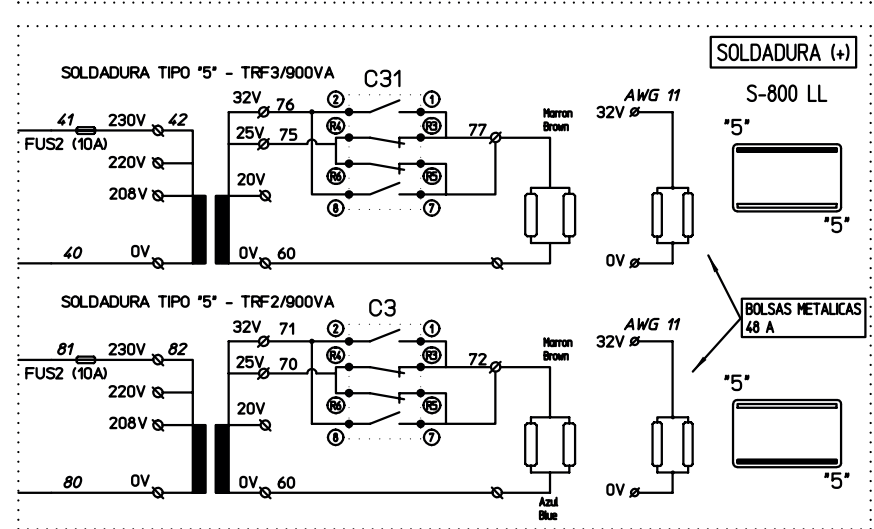 SOLDADURA (+)
S-800 LL
SOLDADURA TIPO "5" - TRF3/900VA
C31
41 230V 42
FUS2 (10A)
220V
208V
40 0V
32V 76
25V 75
20V
0V 60
2 1
R4 R3
R6 R5
8 7
77
Marron
Brown
AWG 11
32V
0V
"5"
"5"
BOLSAS METALICAS
48 A
SOLDADURA TIPO "5" - TRF2/900VA
C3
81 230V 82
FUS2 (10A)
220V
208V
80 0V
32V 71
25V 70
20V
0V 60
2 1
R4 R3
R6 R5
8 7
72
Marron
Brown
Azul
Blue
AWG 11
32V
0V
"5"
"5"